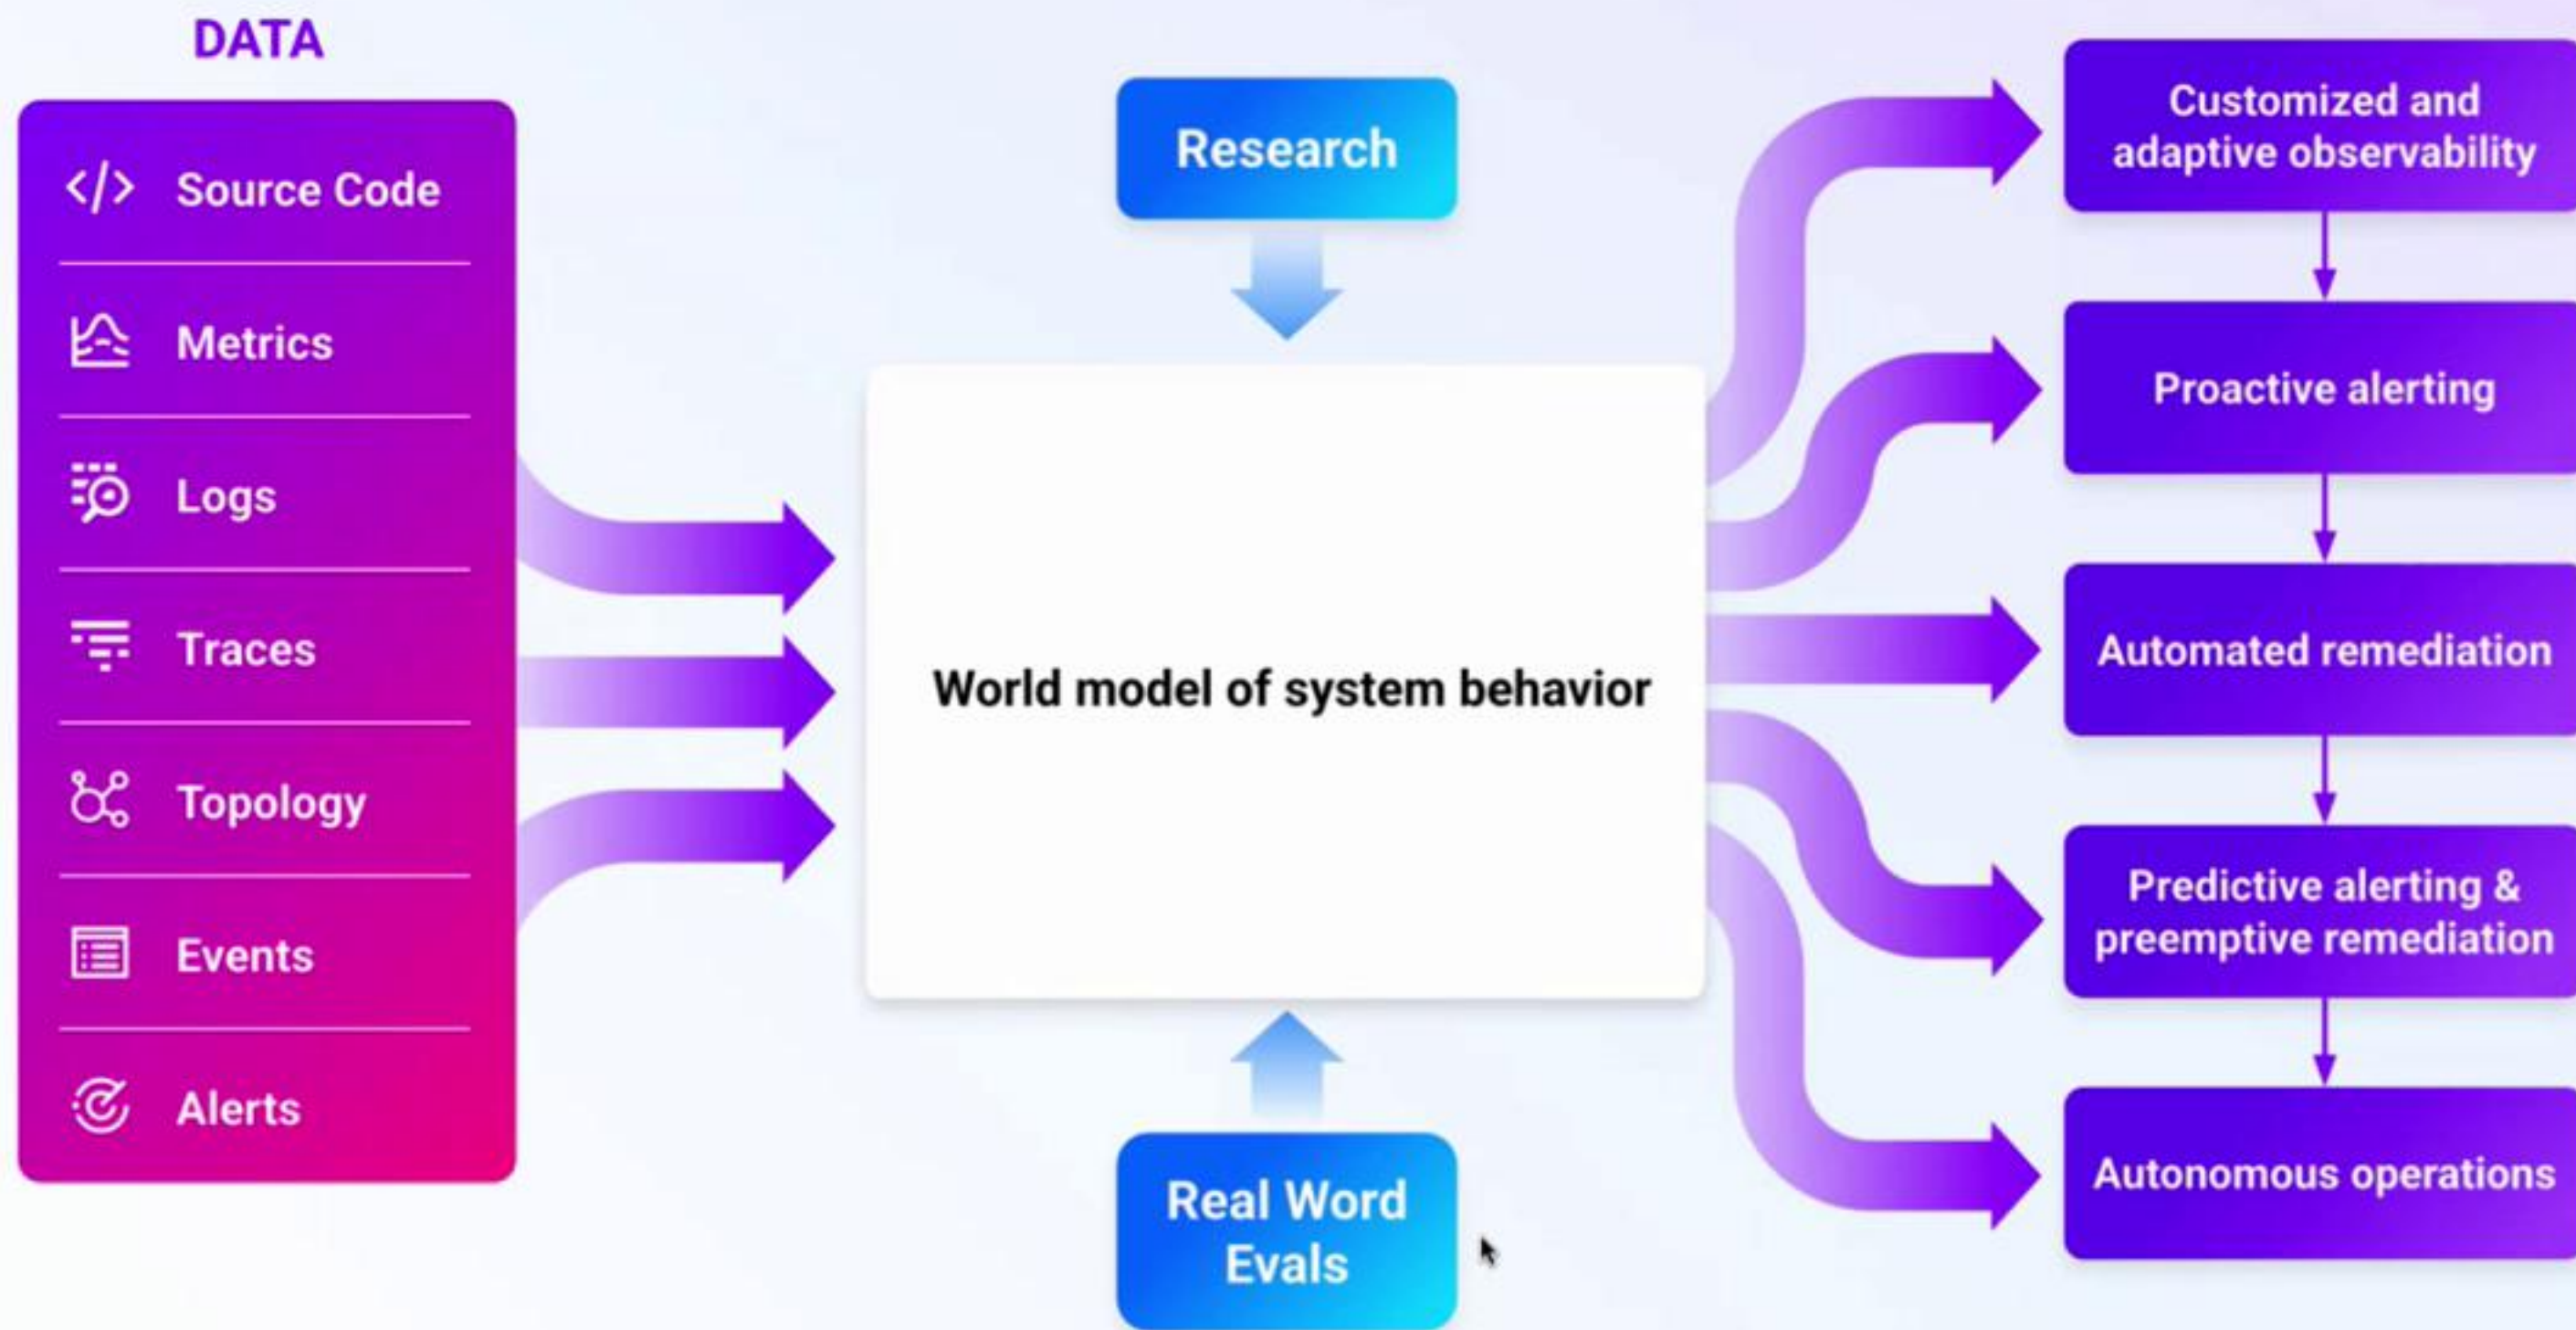 DATA
Source Code
Metrics
Logs
Traces
Topology
Events
Alerts
Research
World model of system behavior
Real Word
Evals
Customized and
adaptive observability
Proactive alerting
Automated remediation
Predictive alerting &
preemptive remediation
Autonomous operations